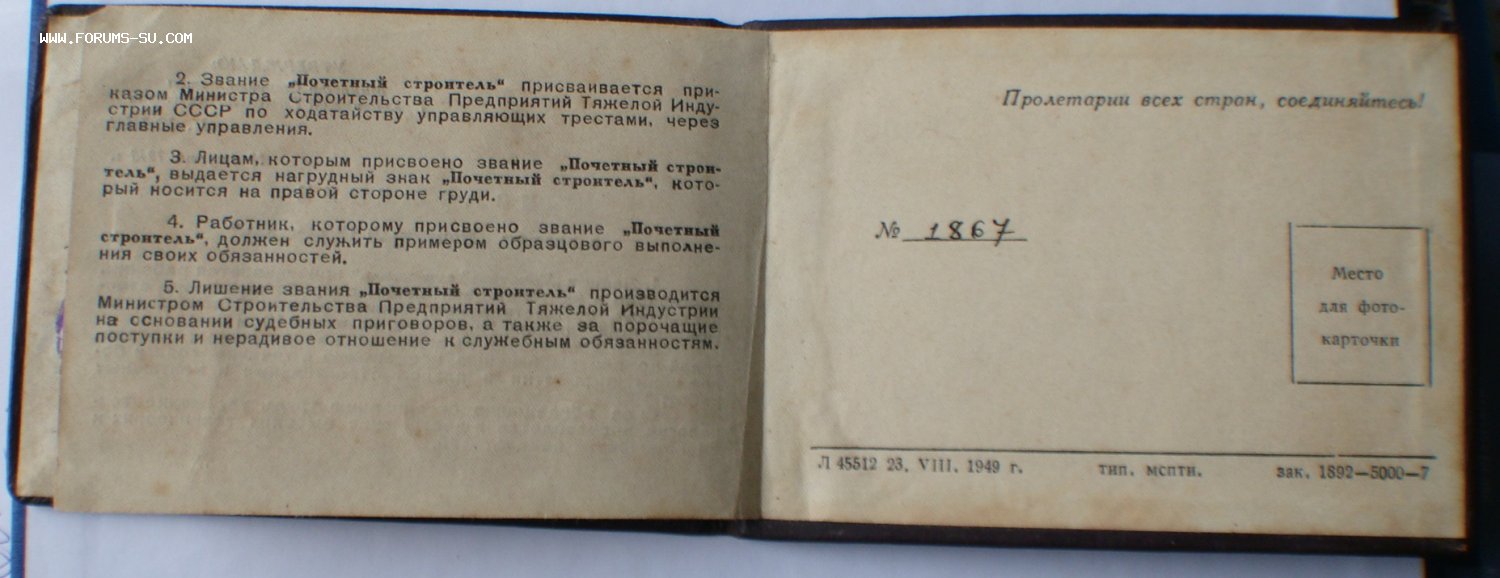 WWW.FORUMS-SU.COM
2. Звание „Почетный строитель“ присваивается при-
казом Министра Строительства Предприятий Тяжелой Инду-
стрии СССР по ходатайству управляющих трестами, через
главные управления.
3. Лицам, которым присвоено звание „Почетный строи-
тель“, выдается нагрудный знак „Почетный строитель“, кото-
рый носится на правой стороне груди.
4. Работник, которому присвоено звание „Почетный
строитель“, должен служить примером образцового выполне-
ния своих обязанностей.
5. Лишение звания „Почетный строитель“ производится
Министром Строительства Предприятий Тяжелой Индустрии
на основании судебных приговоров, а также за порочащие
поступки и нерадивое отношение к служебным обязанностям.
Пролетарии всех стран, соединяйтесь!
№ 1867
Место
для фото-
карточки
Л 45512 23. VIII. 1949 г. тип. мспти. зак. 1892—5000—7